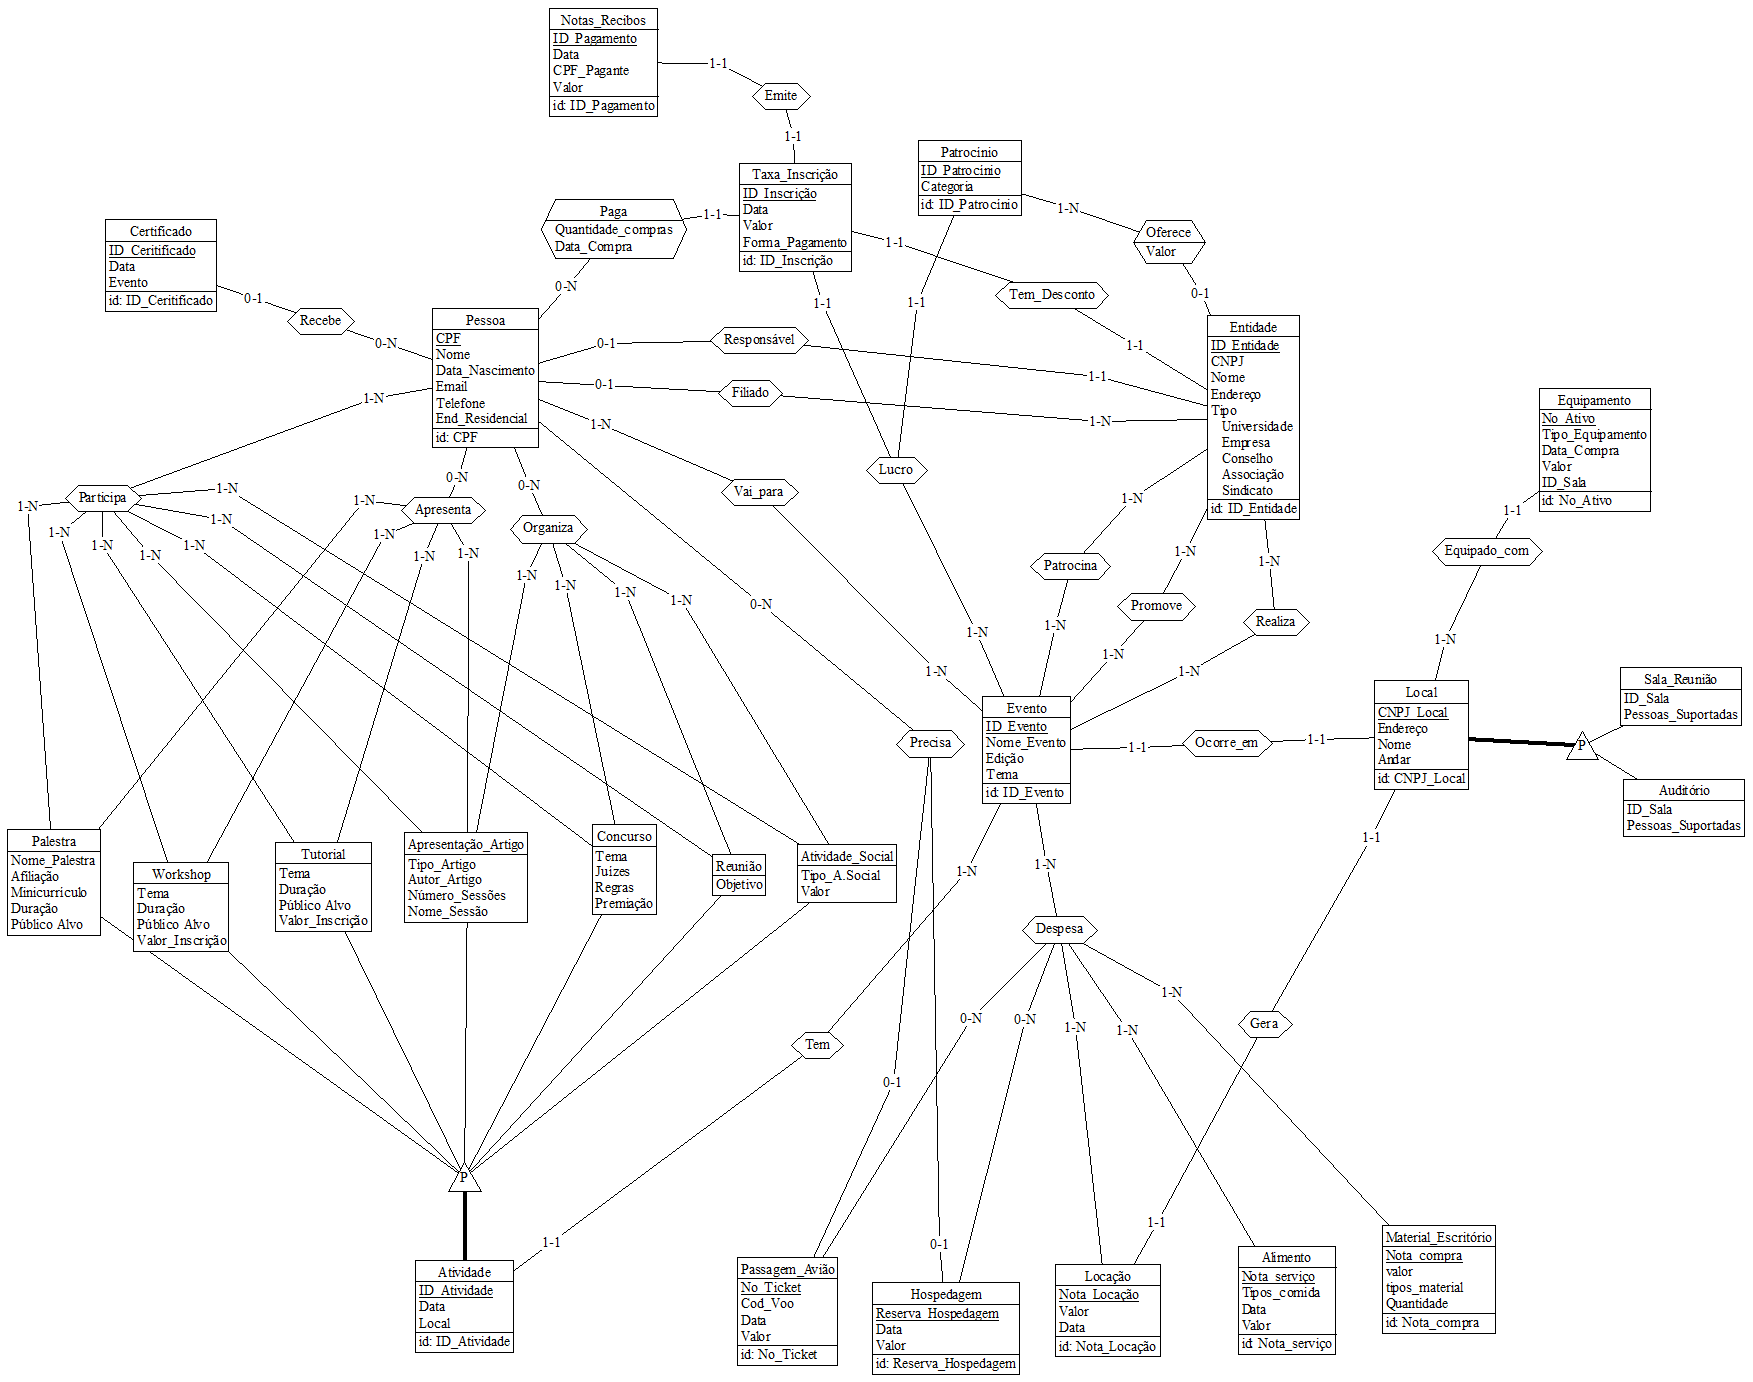 Notas_Recibos
ID_Pagamento
Data
CPF_Pagante
Valor
id: ID_Pagamento
1-1
Emite
1-1
Patrocinio
ID_Patrocinio
Categoria
id: ID_Patrocinio
Taxa_Inscrição
ID_Inscrição
Data
Valor
Forma_Pagamento
id: ID_Inscrição
1-N
Oferece
Valor
0-1
Paga
Quantidade_compras
Data_Compra
1-1
0-N
1-1
Tem_Desconto
1-1
1-1
1-1
Certificado
ID_Ceritificado
Data
Evento
id: ID_Ceritificado
0-1
Recebe
0-N
Pessoa
CPF
Nome
Data_Nascimento
Email
Telefone
End_Residencial
id: CPF
0-1
Responsável
1-1
0-1
Filiado
1-N
Entidade
ID_Entidade
CNPJ
Nome
Endereço
Tipo
Universidade
Empresa
Conselho
Associação
Sindicato
id: ID_Entidade
Equipamento
No_Ativo
Tipo_Equipamento
Data_Compra
Valor
ID_Sala
id: No_Ativo
1-1
Equipado_com
1-N
1-N
Participa
1-N
1-N
1-N
1-N
1-N
1-N
1-N
0-N
Apresenta
1-N
1-N
1-N
1-N
0-N
Organiza
1-N
1-N
1-N
1-N
1-N
Vai_para
1-N
Lucro
1-N
1-N
Patrocina
1-N
1-N
Promove
1-N
1-N
Realiza
1-N
0-N
Precisa
0-1
0-1
Evento
ID_Evento
Nome_Evento
Edição
Tema
id: ID_Evento
1-1
Ocorre_em
1-1
Local
CNPJ_Local
Endereço
Nome
Andar
id: CNPJ_Local
P
Sala_Reunião
ID_Sala
Pessoas_Suportadas
Auditório
ID_Sala
Pessoas_Suportadas
Palestra
Nome_Palestra
Afiliação
Minicurriculo
Duração
Público Alvo
Workshop
Tema
Duração
Público Alvo
Valor_Inscrição
Tutorial
Tema
Duração
Público Alvo
Valor_Inscrição
Apresentação_Artigo
Tipo_Artigo
Autor_Artigo
Número_Sessões
Nome_Sessão
Concurso
Tema
Juizes
Regras
Premiação
Reunião
Objetivo
Atividade_Social
Tipo_A.Social
Valor
1-N
Tem
1-1
1-N
Despesa
0-N
0-N
1-N
1-N
1-N
1-1
Gera
1-1
P
Atividade
ID_Atividade
Data
Local
id: ID_Atividade
Passagem_Avião
No_Ticket
Cod_Voo
Data
Valor
id: No_Ticket
Hospedagem
Reserva_Hospedagem
Data
Valor
id: Reserva_Hospedagem
Locação
Nota_Locação
Valor
Data
id: Nota_Locação
Alimento
Nota_serviço
Tipos_comida
Data
Valor
id: Nota_serviço
Material_Escritório
Nota_compra
valor
tipos_material
Quantidade
id: Nota_compra